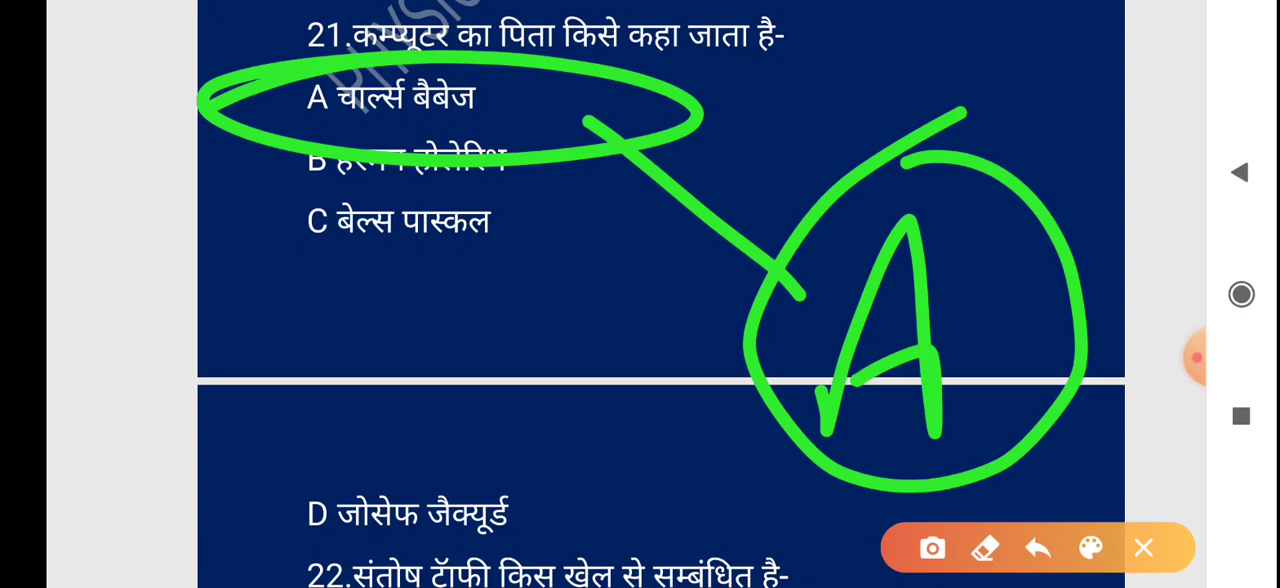 21.कम्प्यूटर का पिता किसे कहा जाता है-
A चार्ल्स बैबेज
B होलेरिथ
C बेल्स पास्कल
A
D जोसेफ जैक्यूर्ड
22.संतोष टॅाफी किस खेल से सम्बंधित है-